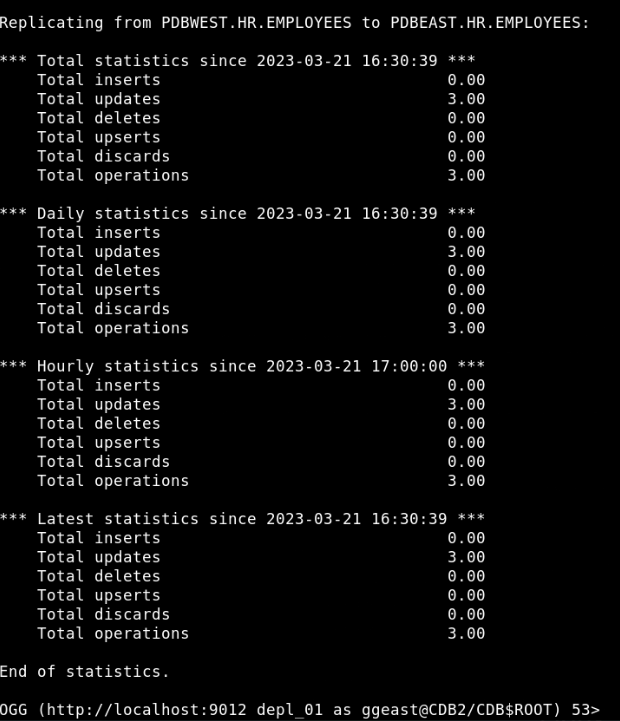 Replicating from PDBWEST.HR.EMPLOYEES to PDBEAST.HR.EMPLOYEES:
*** Total statistics since 2023-03-21 16:30:39 ***
Total inserts 0.00
Total updates 3.00
Total deletes 0.00
Total upserts 0.00
Total discards 0.00
Total operations 3.00
*** Daily statistics since 2023-03-21 16:30:39 ***
Total inserts 0.00
Total updates 3.00
Total deletes 0.00
Total upserts 0.00
Total discards 0.00
Total operations 3.00
*** Hourly statistics since 2023-03-21 17:00:00 ***
Total inserts 0.00
Total updates 3.00
Total deletes 0.00
Total upserts 0.00
Total discards 0.00
Total operations 3.00
*** Latest statistics since 2023-03-21 16:30:39 ***
Total inserts 0.00
Total updates 3.00
Total deletes 0.00
Total upserts 0.00
Total discards 0.00
Total operations 3.00
End of statistics.
OGG (http://localhost:9012 depl_01 as ggeast@CDB2/CDB$ROOT) 53>